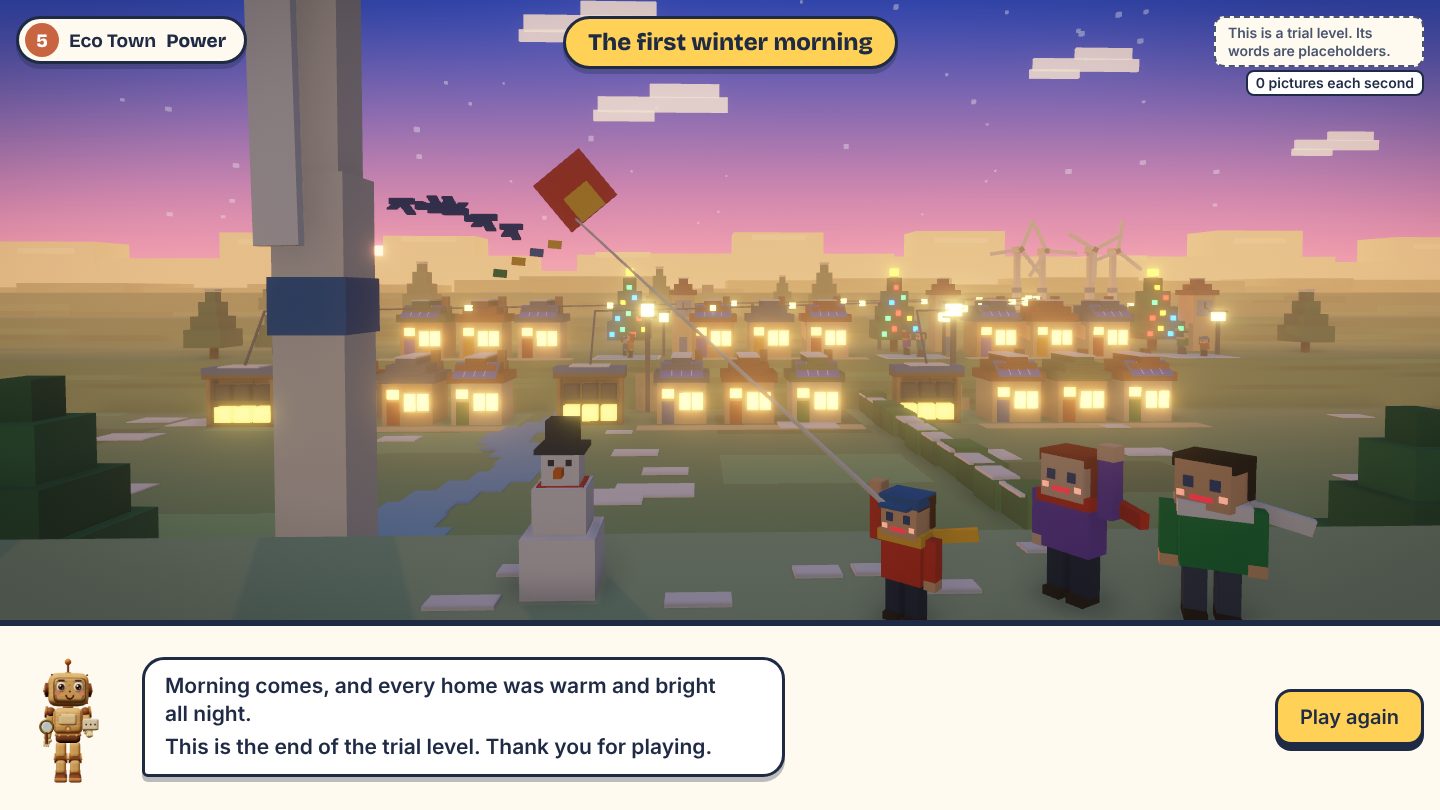 5 Eco Town Power
The first winter morning
This is a trial level. Its
words are placeholders.
0 pictures each second
Morning comes, and every home was warm and bright
all night.
This is the end of the trial level. Thank you for playing.
Play again